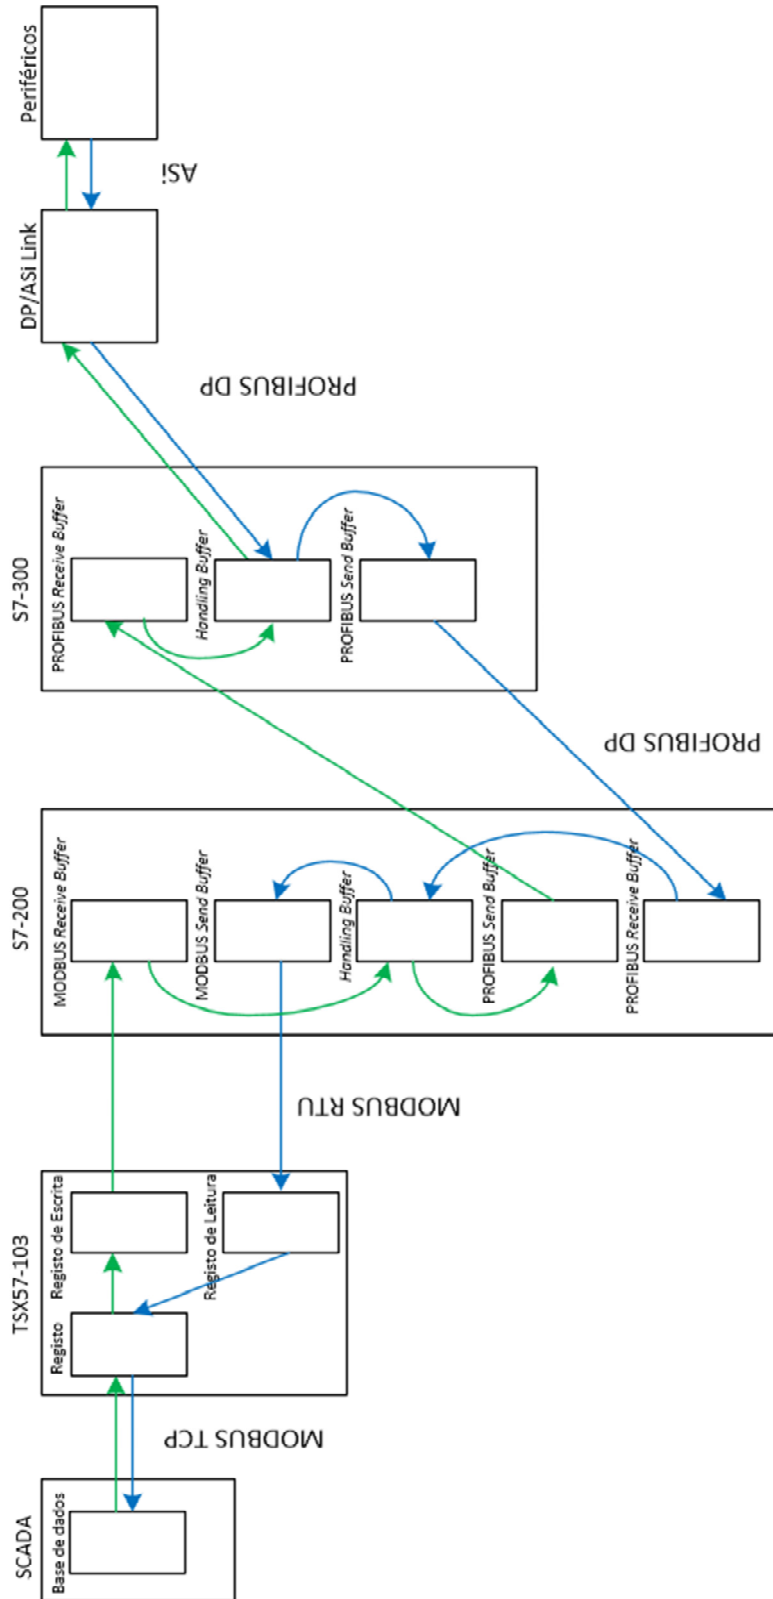 SCADA
Base de dados
MODBUS TCP
TSX57-103
Registo
Registo de Escrita
Registo de Leitura
MODBUS RTU
S7-200
MODBUS Receive Buffer
MODBUS Send Buffer
Handling Buffer
PROFIBUS Send Buffer
PROFIBUS Receive Buffer
PROFIBUS DP
S7-300
PROFIBUS Receive Buffer
Handling Buffer
PROFIBUS Send Buffer
PROFIBUS DP
DP/ASi Link
ASi
Periféricos